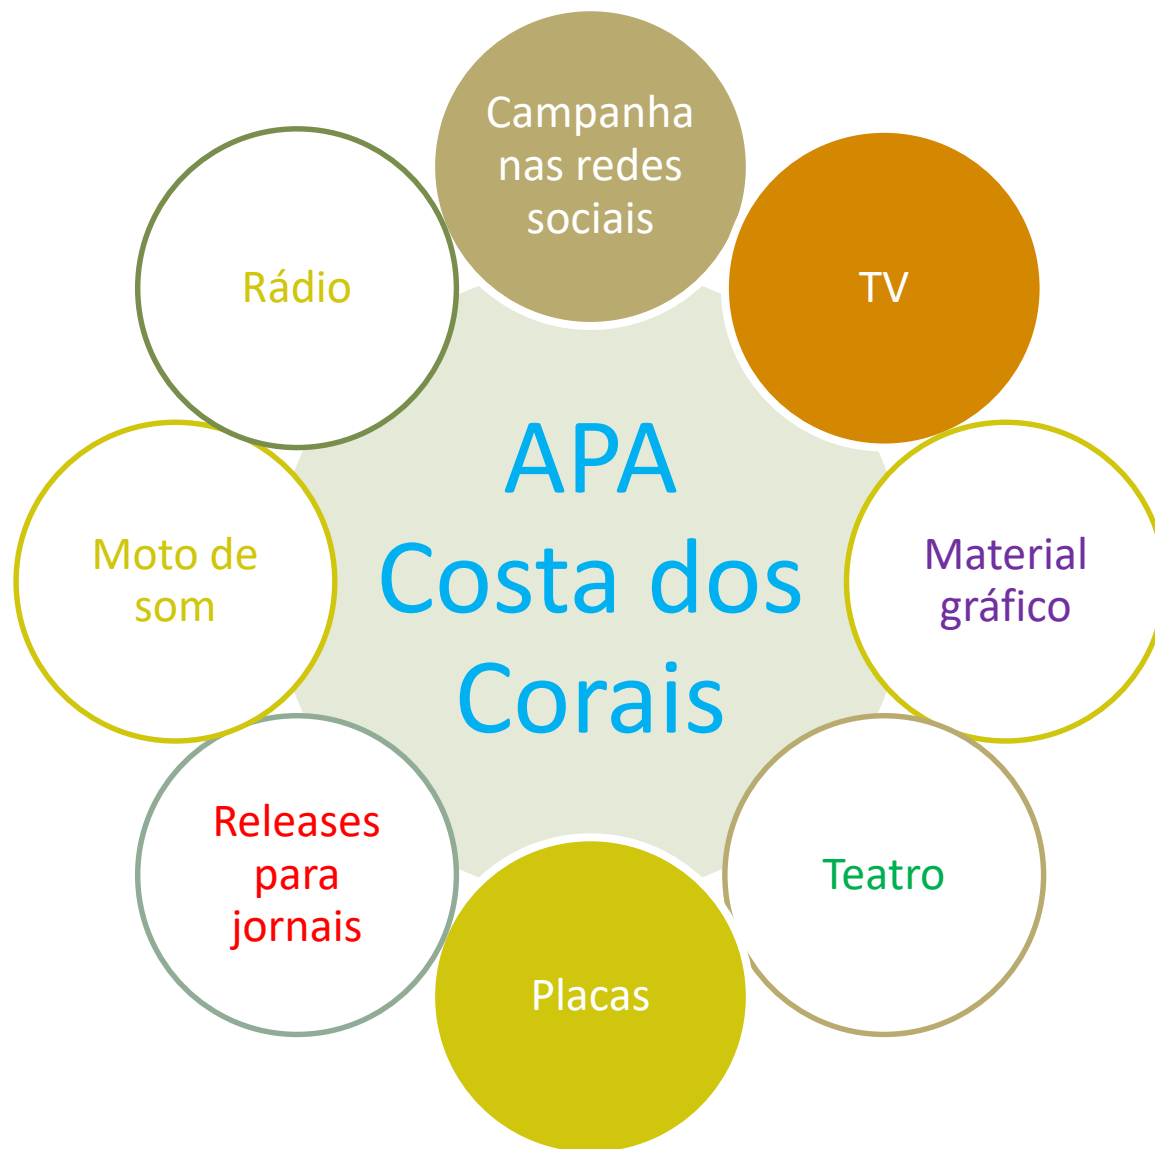 Campanha
nas redes
sociais
TV
Material
gráfico
Teatro
Placas
Releases
para
jornais
Moto de
som
Rádio
APA
Costa dos
Corais